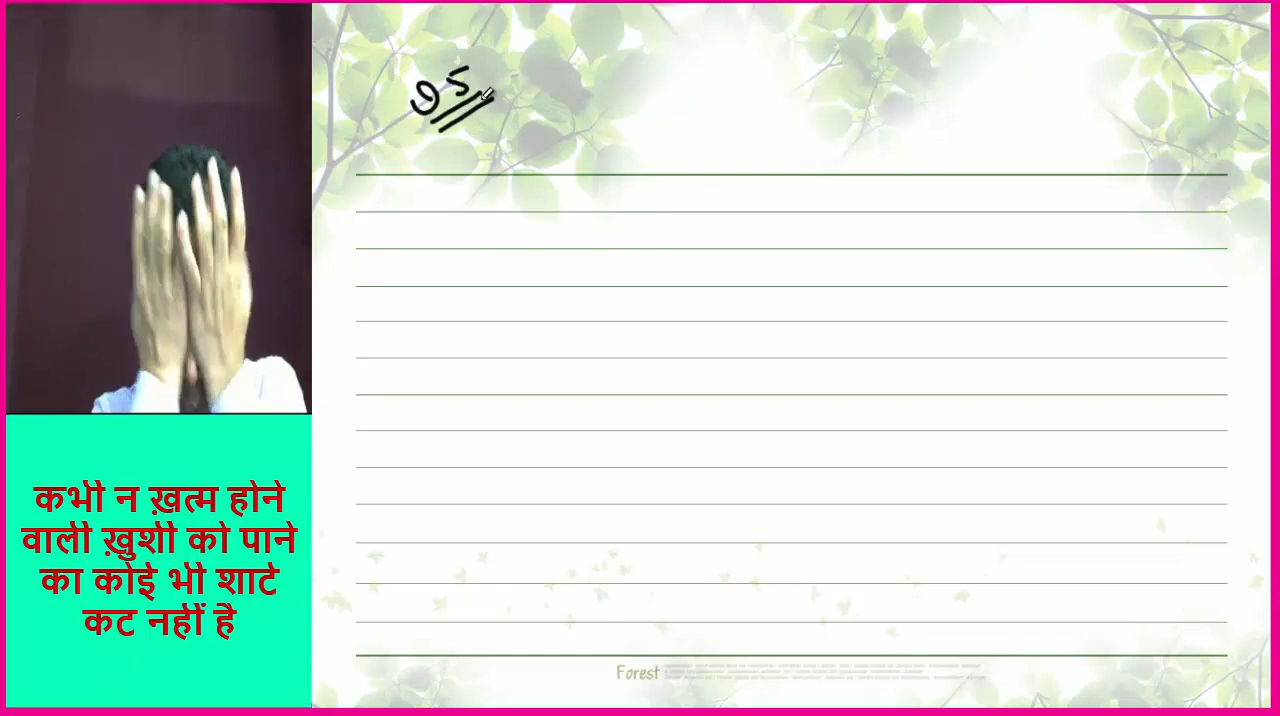 कभी न ख़त्म होने
वाली ख़ुशी को पाने
का कोई भी शार्ट
कट नहीं है
Forest